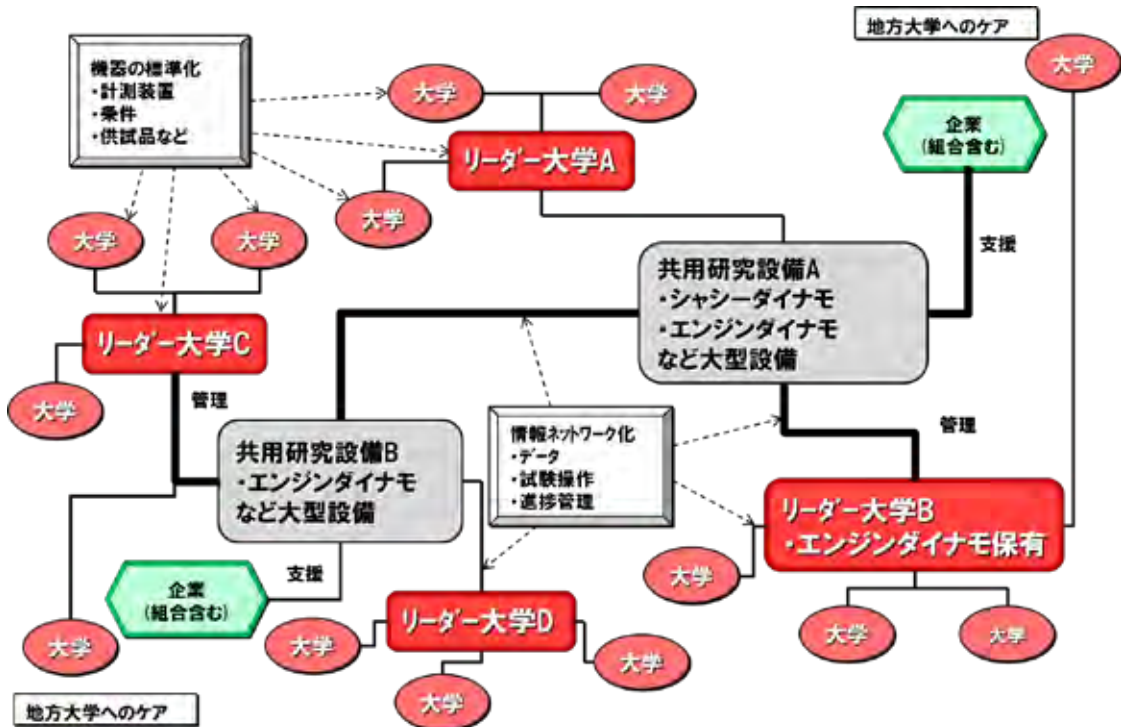 地方大学へのケア
大学
機器の標準化
・計測装置
・条件
・供試品など
大学
大学
企業
(組合含む)
リーダー大学A
大学
大学
大学
支援
共用研究設備A
・シャシーダイナモ
・エンジンダイナモ
など大型設備
リーダー大学C
大学
管理
情報ネットワーク化
・データ
・試験操作
・進捗管理
管理
共用研究設備B
・エンジンダイナモ
など大型設備
リーダー大学B
・エンジンダイナモ保有
大学
支援
企業
(組合含む)
リーダー大学D
大学
大学
大学
大学
大学
大学
大学
地方大学へのケア